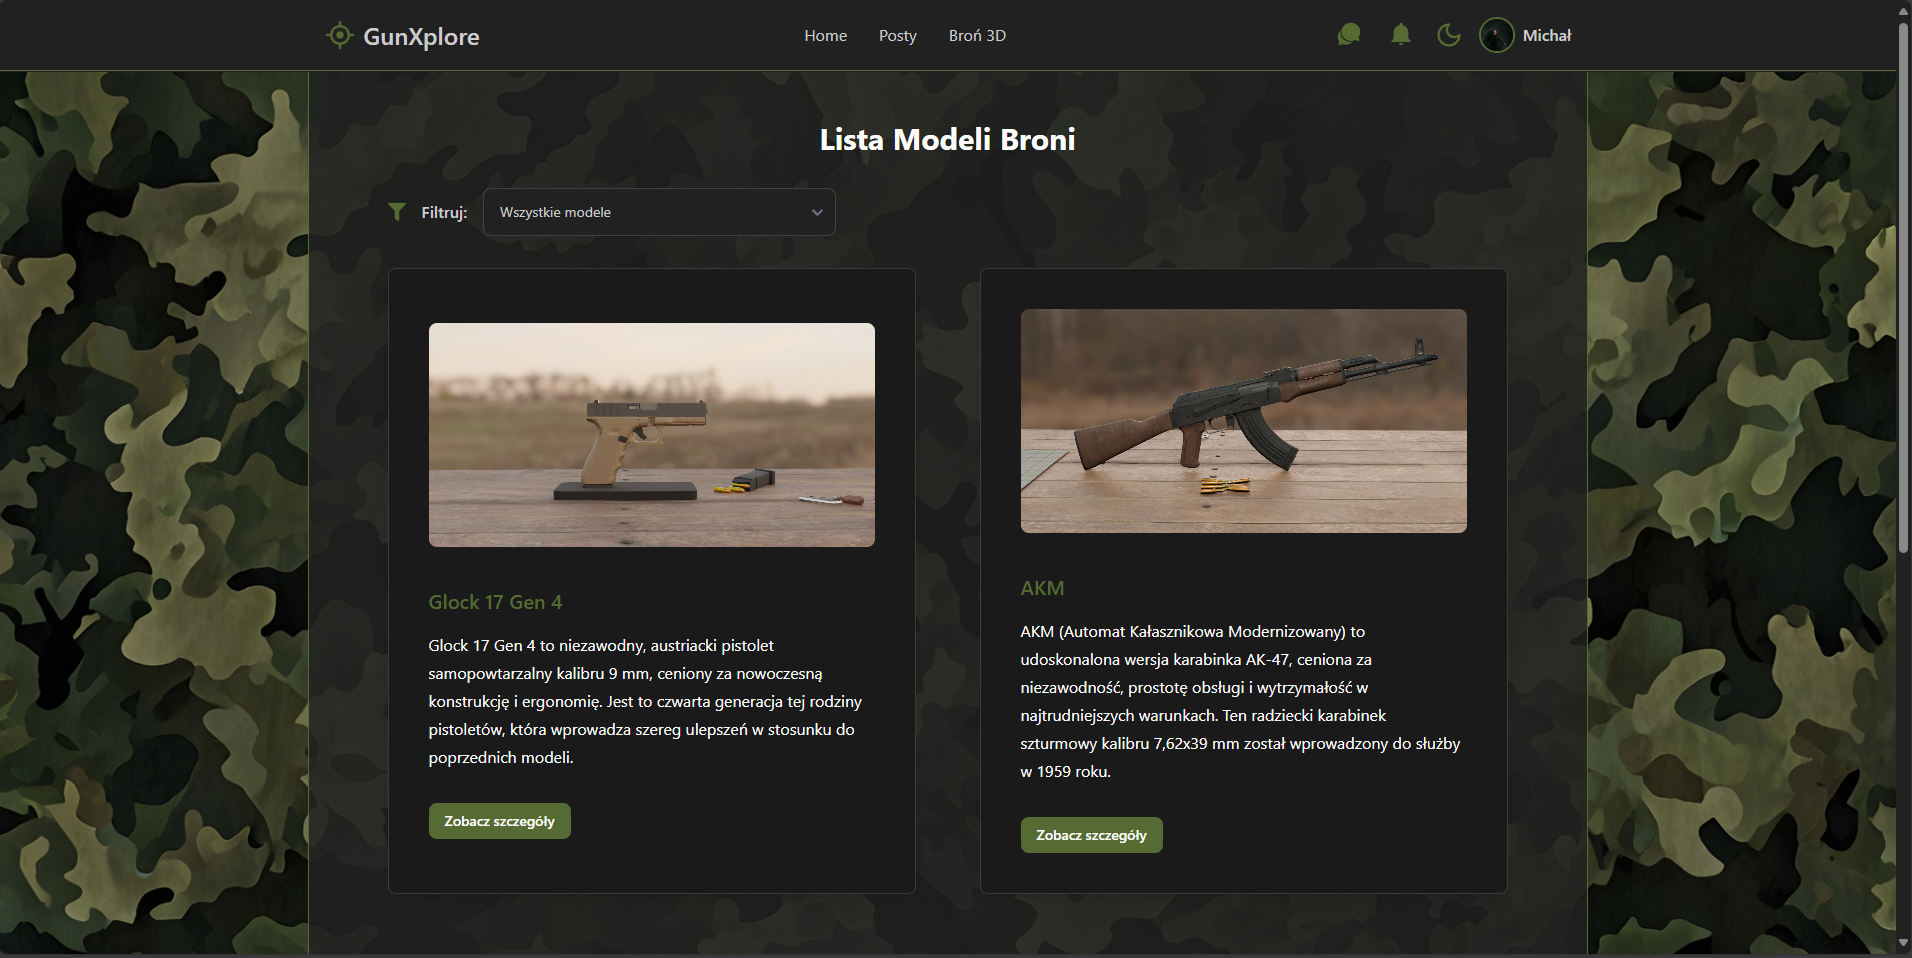 GunXplore
Home
Posty
Broń 3D
Michał
Lista Modeli Broni
Filtruj:
Wszystkie modele
Glock 17 Gen 4
Glock 17 Gen 4 to niezawodny, austriacki pistolet
samopowtarzalny kalibru 9 mm, ceniony za nowoczesną
konstrukcję i ergonomię. Jest to czwarta generacja tej rodziny
pistoletów, która wprowadza szereg ulepszeń w stosunku do
poprzednich modeli.
Zobacz szczegóły
AKM
AKM (Automat Kałasznikowa Modernizowany) to
udoskonalona wersja karabinka AK-47, ceniona za
niezawodność, prostotę obsługi i wytrzymałość w
najtrudniejszych warunkach. Ten radziecki karabinek
szturmowy kalibru 7,62x39 mm został wprowadzony do służby
w 1959 roku.
Zobacz szczegóły